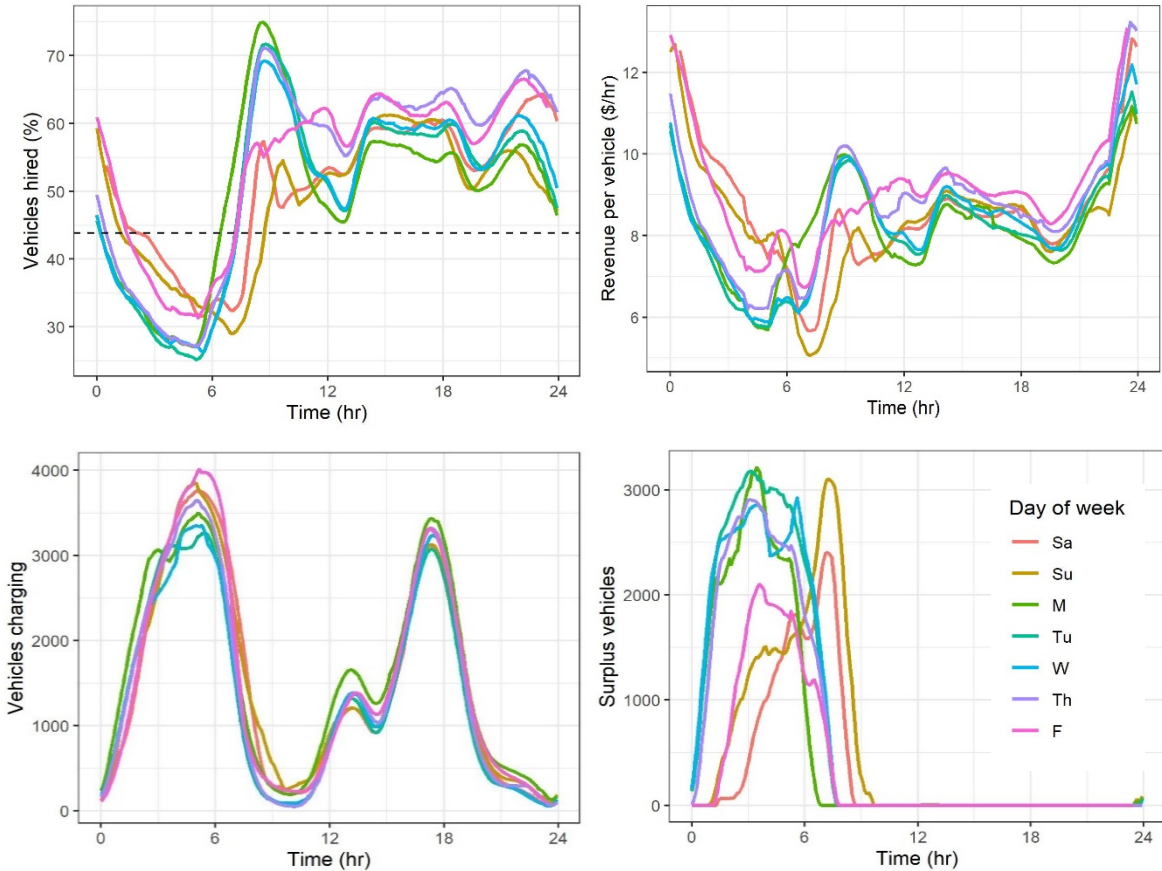 Vehicles hired (%)
70
60
50
40
30
0 6 12 18 24
Time (hr)
Revenue per vehicle ($/hr)
12
10
8
6
0 6 12 18 24
Time (hr)
Vehicles charging
4000
3000
2000
1000
0
0 6 12 18 24
Time (hr)
Surplus vehicles
3000
2000
1000
0
0 6 12 18 24
Time (hr)
Day of week
Sa
Su
M
Tu
W
Th
F